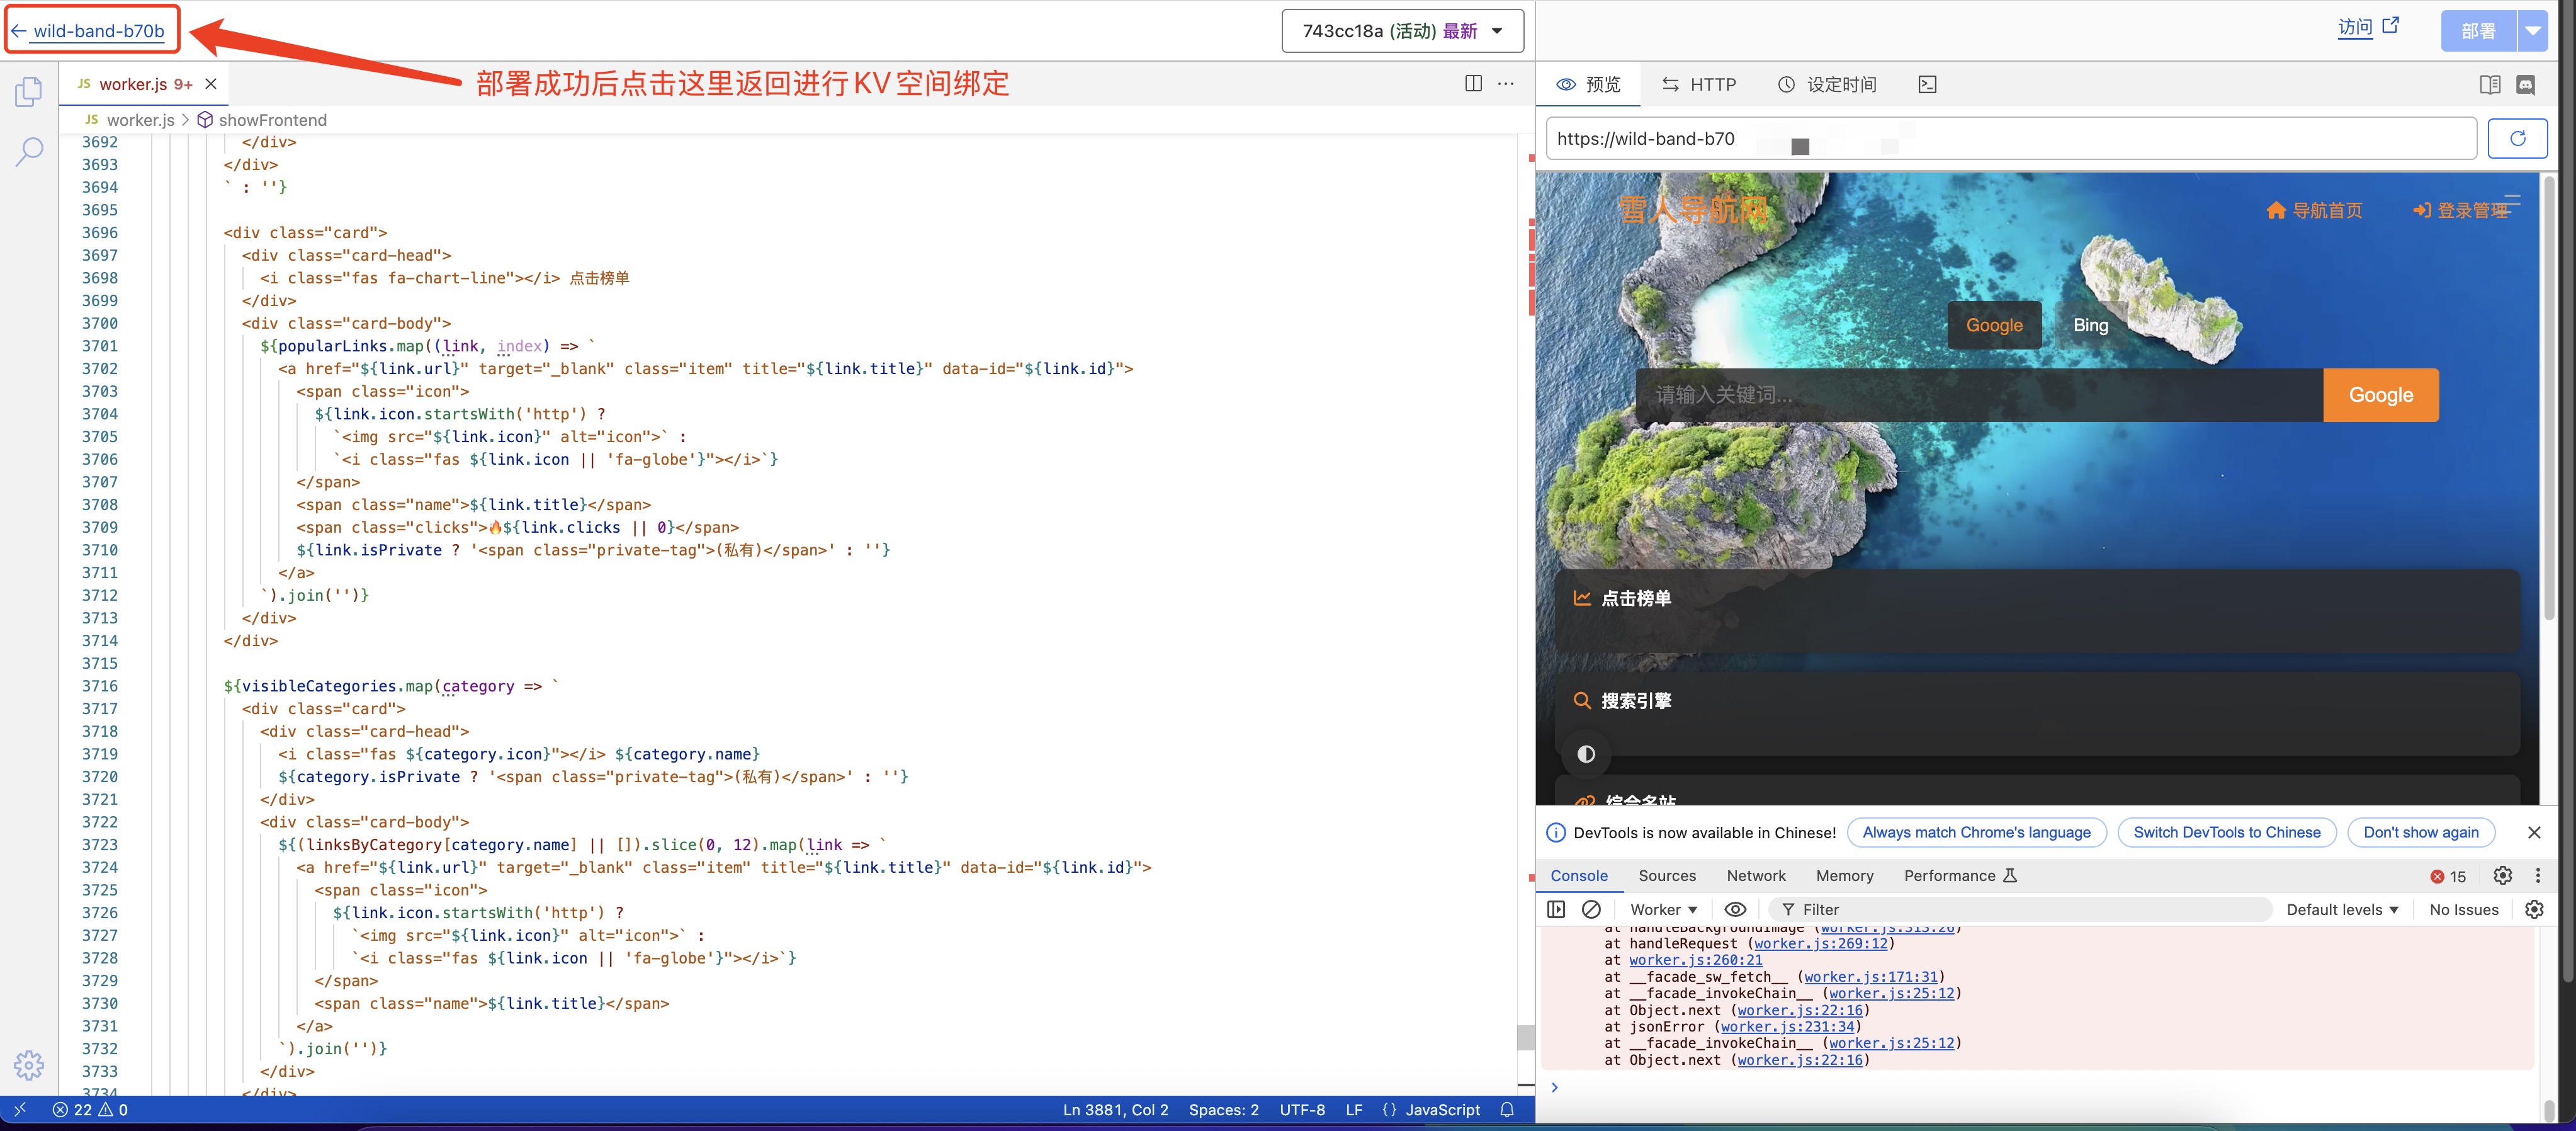 ← wild-band-b70b
743cc18a (活动) 最新
部署成功后点击这里返回进行KV空间绑定
JS worker.js 9+
JS worker.js > showFrontend
3692 </div>
3693 </div>
3694 ` : ''}
3695
3696 <div class="card">
3697 <div class="card-head">
3698 <i class="fas fa-chart-line"></i> 点击榜单
3699 </div>
3700 <div class="card-body">
3701 ${popularLinks.map((link, index) => `
3702 <a href="${link.url}" target="_blank" class="item" title="${link.title}" data-id="${link.id}">
3703 <span class="icon">
3704 ${link.icon.startsWith('http') ?
3705 `<img src="${link.icon}" alt="icon">` :
3706 `<i class="fas ${link.icon || 'fa-globe'}"></i>`}
3707 </span>
3708 <span class="name">${link.title}</span>
3709 <span class="clicks">🔥${link.clicks || 0}</span>
3710 ${link.isPrivate ? '<span class="private-tag">(私有)</span>' : ''}
3711 </a>
3712 `).join('')}
3713 </div>
3714 </div>
3715
3716 ${visibleCategories.map(category => `
3717 <div class="card">
3718 <div class="card-head">
3719 <i class="fas ${category.icon}"></i> ${category.name}
3720 ${category.isPrivate ? '<span class="private-tag">(私有)</span>' : ''}
3721 </div>
3722 <div class="card-body">
3723 ${(linksByCategory[category.name] || []).slice(0, 12).map(link => `
3724 <a href="${link.url}" target="_blank" class="item" title="${link.title}" data-id="${link.id}">
3725 <span class="icon">
3726 ${link.icon.startsWith('http') ?
3727 `<img src="${link.icon}" alt="icon">` :
3728 `<i class="fas ${link.icon || 'fa-globe'}"></i>`}
3729 </span>
3730 <span class="name">${link.title}</span>
3731 </a>
3732 `).join('')}
3733 </div>
3734 </div>
22 0
Ln 3881, Col 2 Spaces: 2 UTF-8 LF {} JavaScript
访问 部署
预览 HTTP 设定时间
https://wild-band-b70
雪人导航网 导航首页 登录管理
Google Bing
请输入关键词... Google
点击榜单
搜索引擎
综合名站
DevTools is now available in Chinese! Always match Chrome's language Switch DevTools to Chinese Don't show again
Console Sources Network Memory Performance 15
Worker Filter Default levels No Issues
at handleBackgroundImage (worker.js:313:26)
at handleRequest (worker.js:269:12)
at worker.js:260:21
at __facade_sw_fetch__ (worker.js:171:31)
at __facade_invokeChain__ (worker.js:25:12)
at Object.next (worker.js:22:16)
at jsonError (worker.js:231:34)
at __facade_invokeChain__ (worker.js:25:12)
at Object.next (worker.js:22:16)